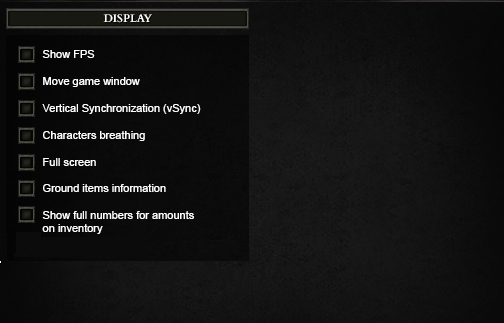 DISPLAY
Show FPS
Move game window
Vertical Synchronization (vSync)
Characters breathing
Full screen
Ground items information
Show full numbers for amounts
on inventory